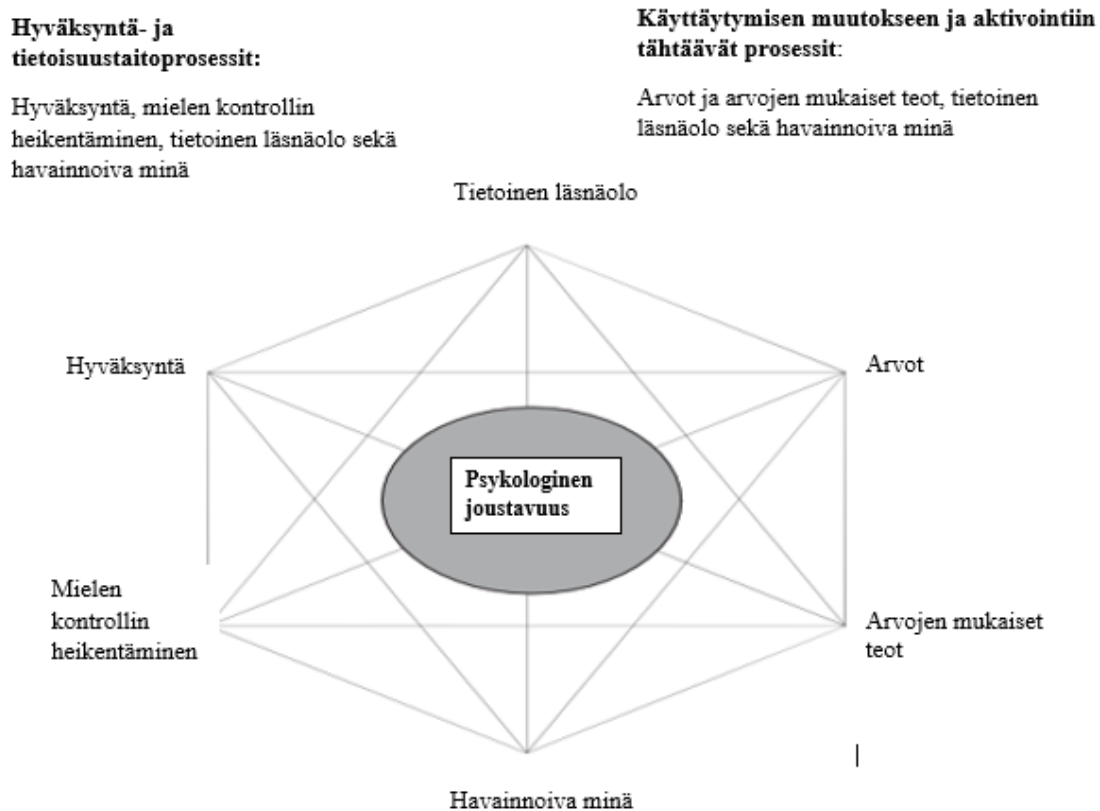 Hyväksyntä- ja
tietoisuustaitoprosessit:
Hyväksyntä, mielen kontrollin
heikentäminen, tietoinen läsnäolo sekä
havainnoiva minä
Käyttäytymisen muutokseen ja aktivointiin
tähtäävät prosessit:
Arvot ja arvojen mukaiset teot, tietoinen
läsnäolo sekä havainnoiva minä
Tietoinen läsnäolo
Hyväksyntä
Arvot
Psykologinen
joustavuus
Mielen
kontrollin
heikentäminen
Arvojen mukaiset
teot
Havainnoiva minä